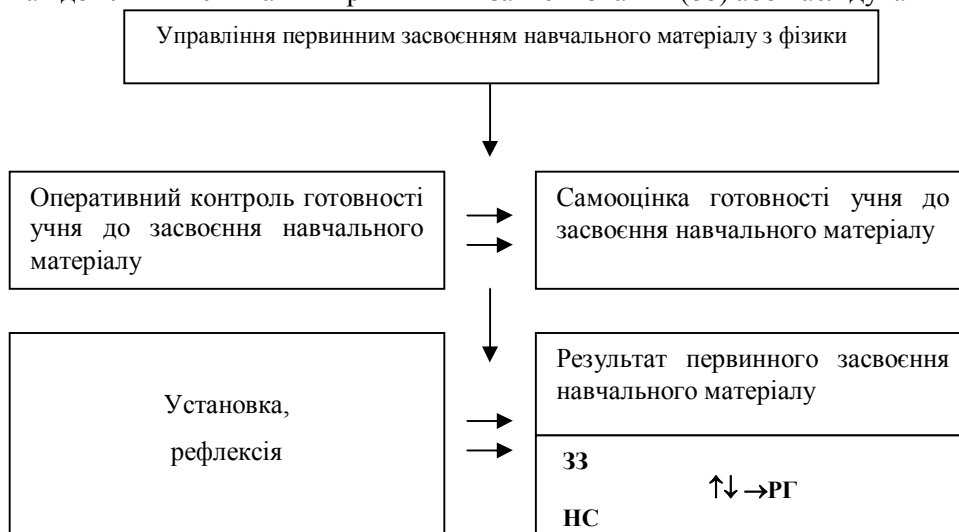 Управління первинним засвоєнням навчального матеріалу з фізики
Оперативний контроль готовності
учня до засвоєння навчального
матеріалу
Самооцінка готовності учня до
засвоєння навчального матеріалу
Установка,
рефлексія
Результат первинного засвоєння
навчального матеріалу
ЗЗ
↑↓ →РГ
НС